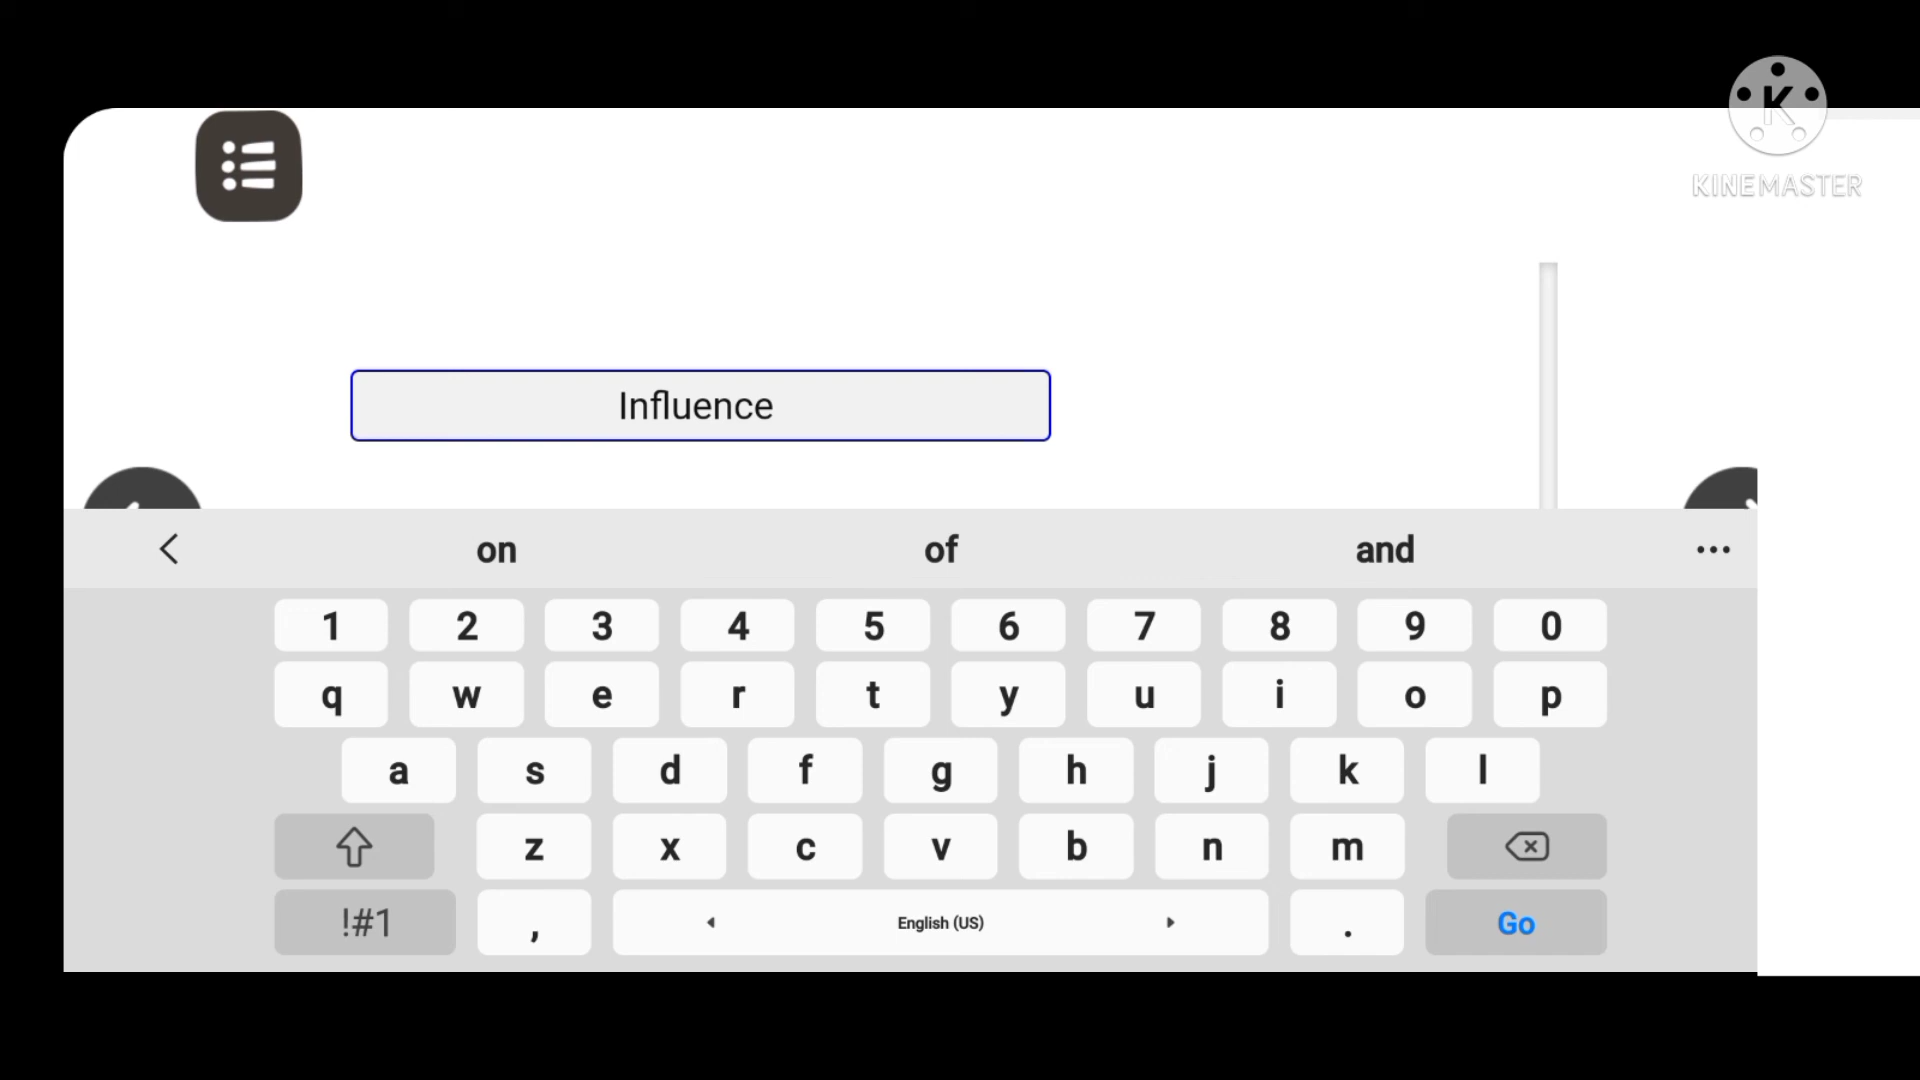 K
KINEMASTER
Influence
on of and
1 2 3 4 5 6 7 8 9 0
q w e r t y u i o p
a s d f g h j k l
z x c v b n m
!#1 , English (US) . Go